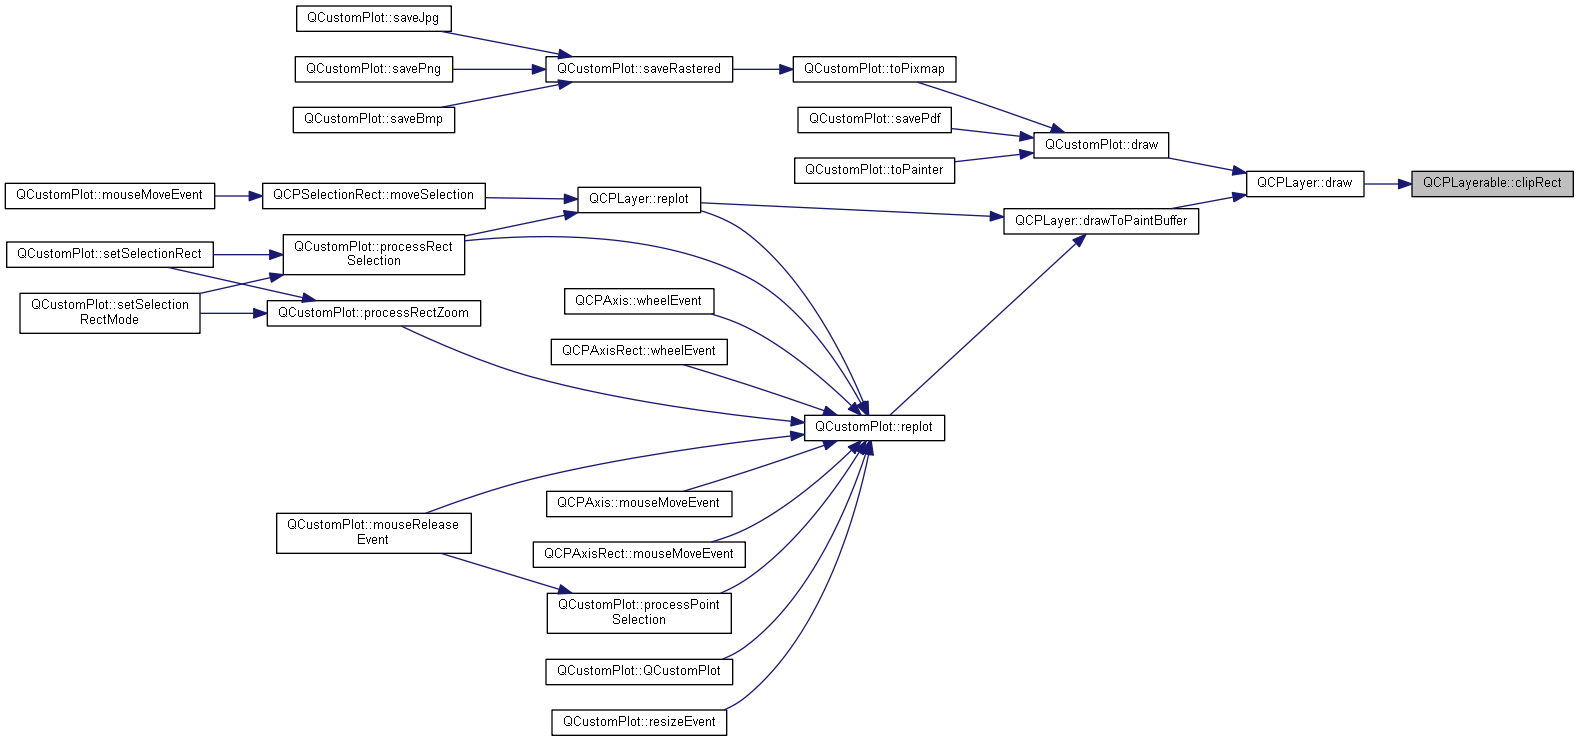 QCustomPlot::saveJpg
QCustomPlot::savePng
QCustomPlot::saveRastered
QCustomPlot::toPixmap
QCustomPlot::saveBmp
QCustomPlot::savePdf
QCustomPlot::draw
QCustomPlot::toPainter
QCPLayer::draw
QCPLayerable::clipRect
QCustomPlot::mouseMoveEvent
QCPSelectionRect::moveSelection
QCPLayer::replot
QCPLayer::drawToPaintBuffer
QCustomPlot::setSelectionRect
QCustomPlot::processRect
Selection
QCustomPlot::setSelection
RectMode
QCustomPlot::processRectZoom
QCPAxis::wheelEvent
QCPAxisRect::wheelEvent
QCustomPlot::replot
QCPAxis::mouseMoveEvent
QCustomPlot::mouseRelease
Event
QCPAxisRect::mouseMoveEvent
QCustomPlot::processPoint
Selection
QCustomPlot::QCustomPlot
QCustomPlot::resizeEvent